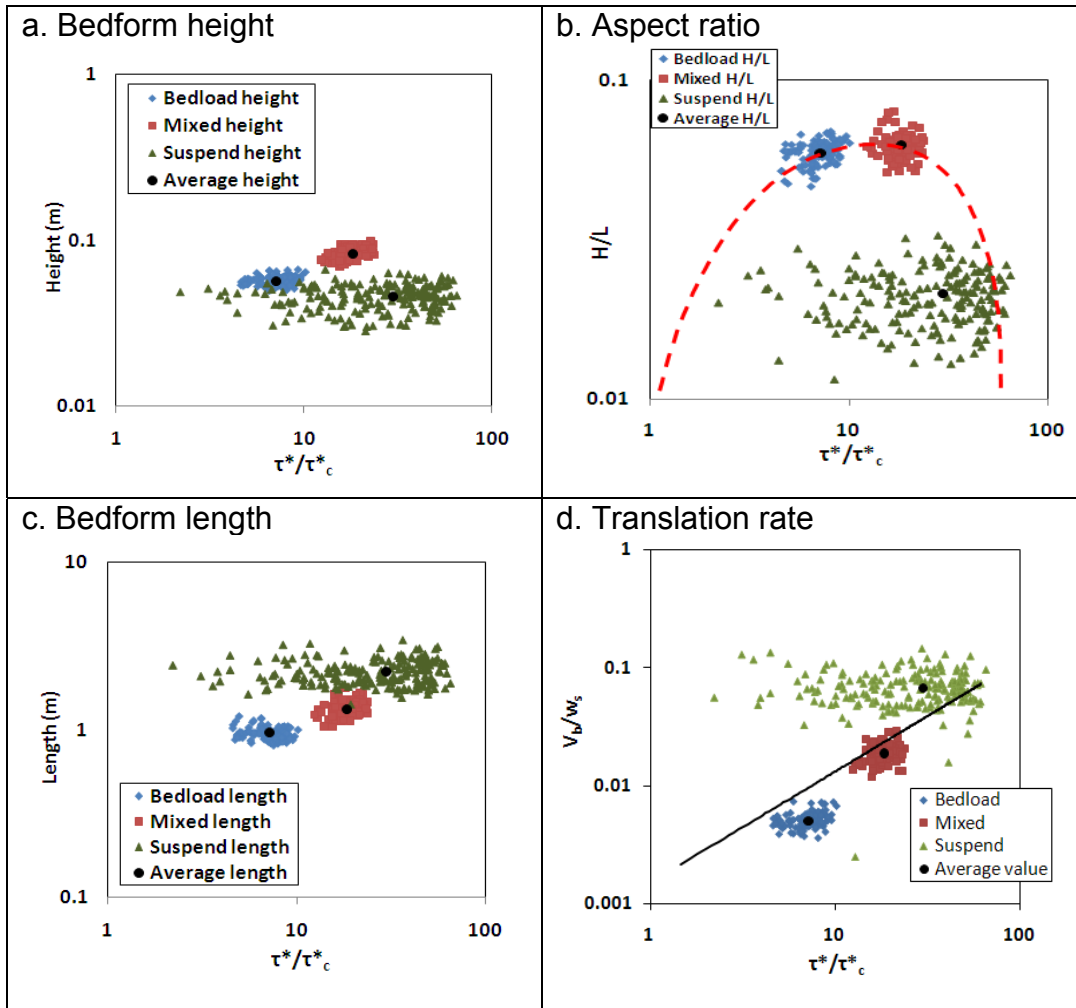 a. Bedform height
1
0.1
0.01
Height (m)
Bedload height
Mixed height
Suspend height
Average height
1
10
100
τ*/τ*c
b. Aspect ratio
Bedload H/L
Mixed H/L
Suspend H/L
Average H/L
0.1
0.01
H/L
1
10
100
τ*/τ*c
c. Bedform length
10
1
0.1
Length (m)
Bedload length
Mixed length
Suspend length
Average length
1
10
100
τ*/τ*c
d. Translation rate
1
0.1
0.01
0.001
Vb/ws
Bedload
Mixed
Suspend
Average value
1
10
100
τ*/τ*c